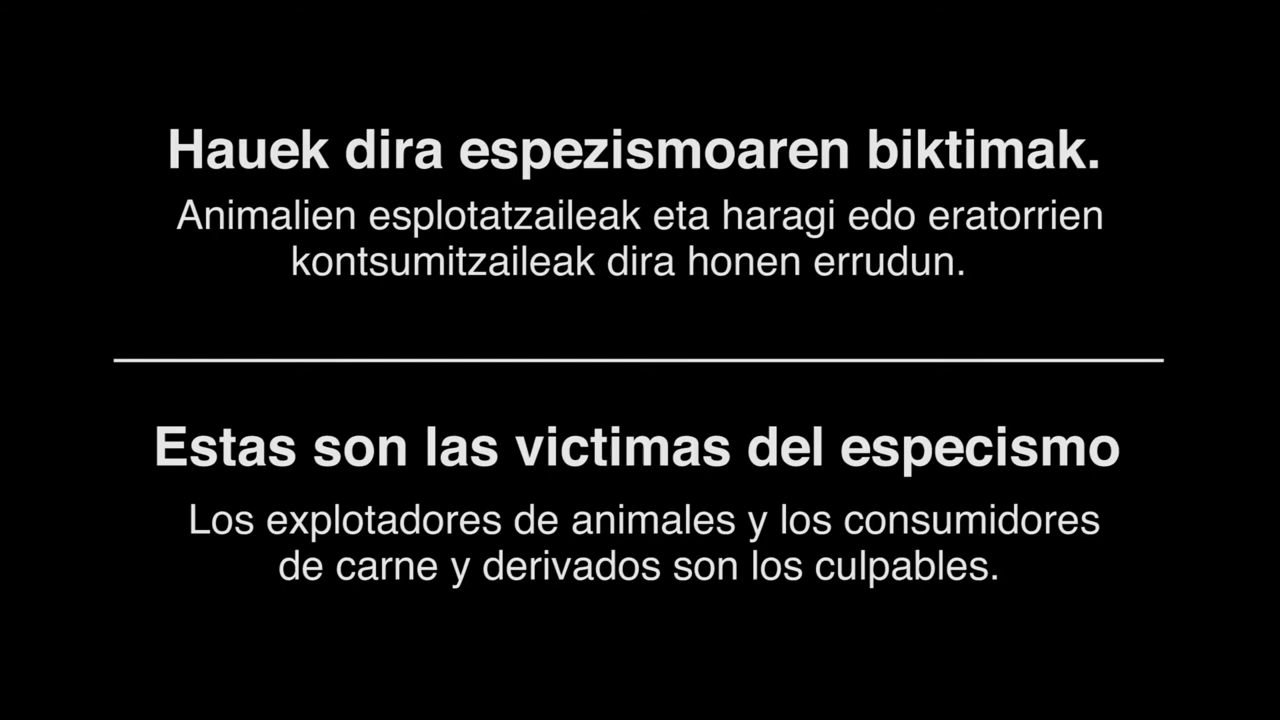 Hauek dira espezismoaren biktimak.
Animalien esplotatzaileak eta haragi edo eratorrien
kontsumitzaileak dira honen errudun.
Estas son las victimas del especismo
Los explotadores de animales y los consumidores
de carne y derivados son los culpables.